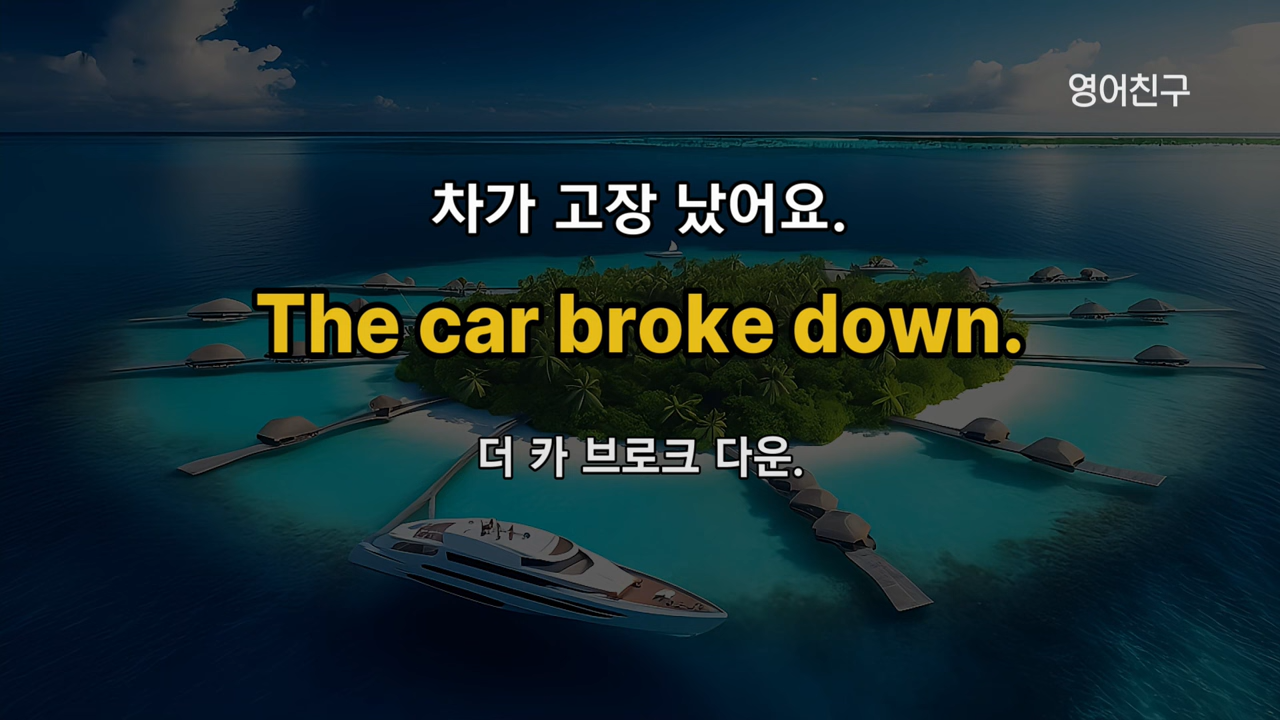 영어친구
차가 고장 났어요.
The car broke down.
더 카 브로크 다운.